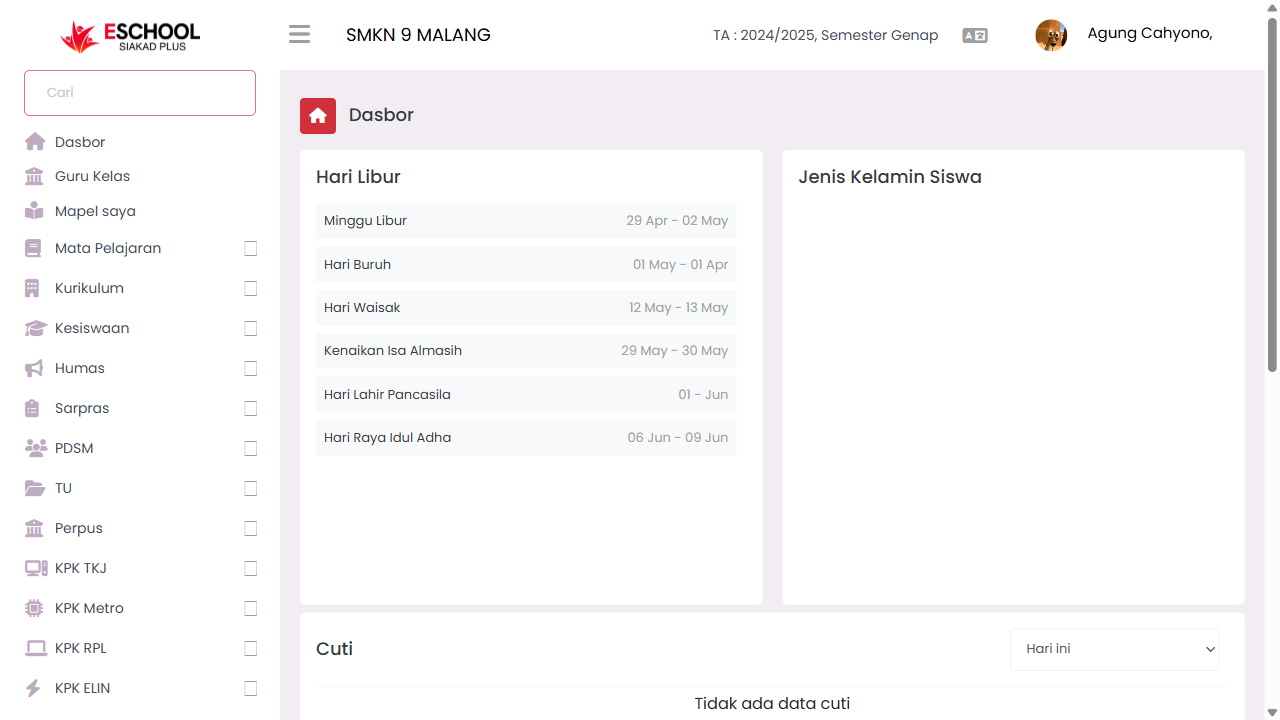 ESCHOOL
SIAKAD PLUS
SMKN 9 MALANG
TA : 2024/2025, Semester Genap
Agung Cahyono,
Cari
Dasbor
Guru Kelas
Mapel saya
Mata Pelajaran
Kurikulum
Kesiswaan
Humas
Sarpras
PDSM
TU
Perpus
KPK TKJ
KPK Metro
KPK RPL
KPK ELIN
Dasbor
Hari Libur
Minggu Libur 29 Apr - 02 May
Hari Buruh 01 May - 01 Apr
Hari Waisak 12 May - 13 May
Kenaikan Isa Almasih 29 May - 30 May
Hari Lahir Pancasila 01 - Jun
Hari Raya Idul Adha 06 Jun - 09 Jun
Jenis Kelamin Siswa
Cuti
Hari ini
Tidak ada data cuti